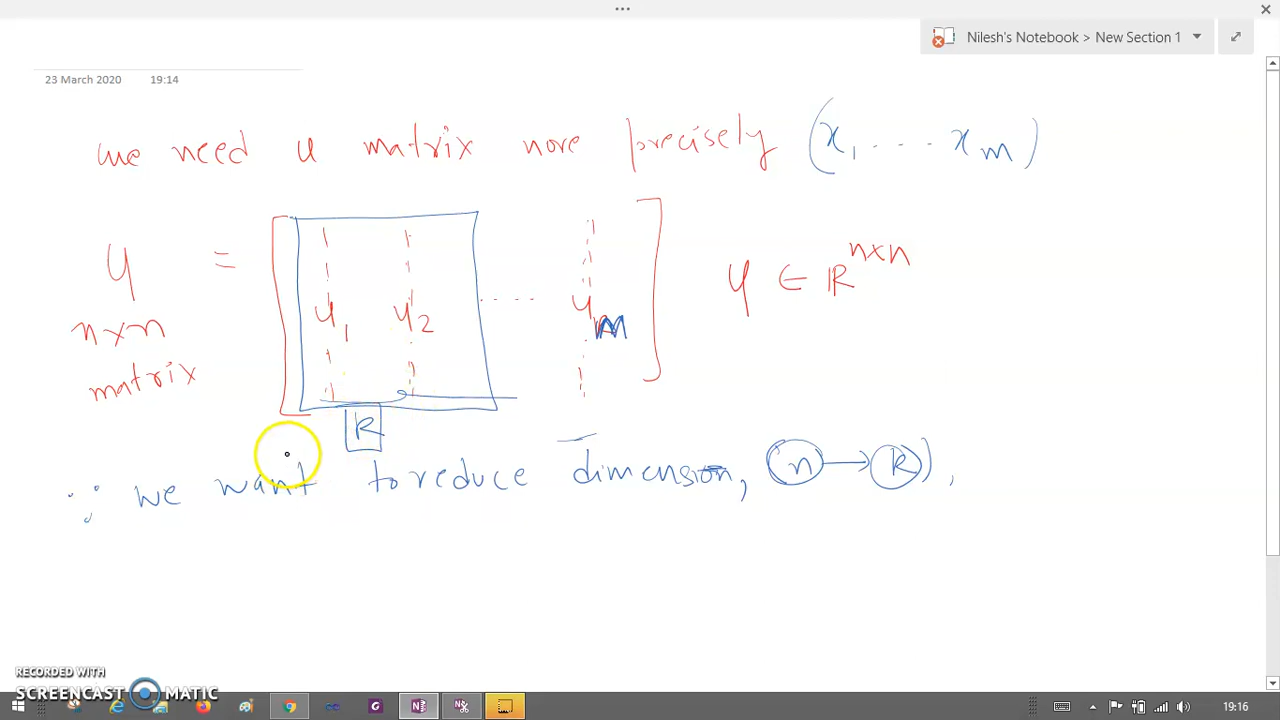 Nilesh's Notebook > New Section 1
23 March 2020 19:14
we need U matrix more precisely (x1 .... xm)
U = [ u1 u2 ..... um ] U ∈ R^n×n
n×n
matrix
K
∵ we want to reduce dimension, (n → k),
RECORDED WITH
SCREENCAST MATIC
19:16